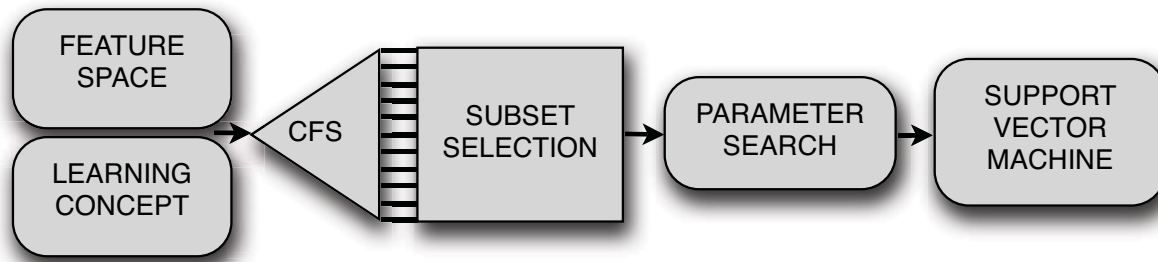 FEATURE
SPACE
LEARNING
CONCEPT
CFS
SUBSET
SELECTION
PARAMETER
SEARCH
SUPPORT
VECTOR
MACHINE